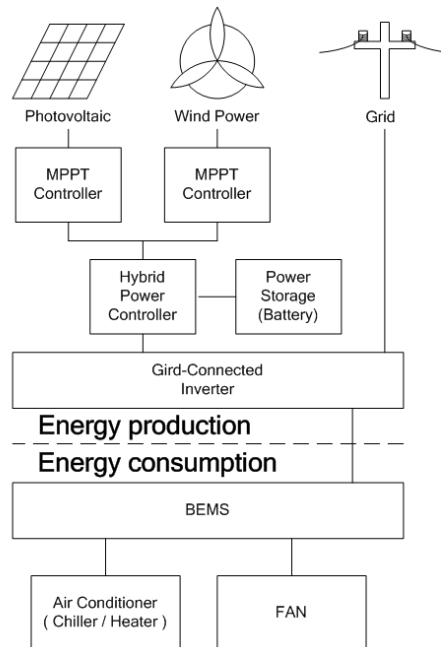 Photovoltaic
Wind Power
Grid
MPPT
Controller
MPPT
Controller
Hybrid
Power
Controller
Power
Storage
(Battery)
Gird-Connected
Inverter
Energy production
Energy consumption
BEMS
Air Conditioner
( Chiller / Heater )
FAN